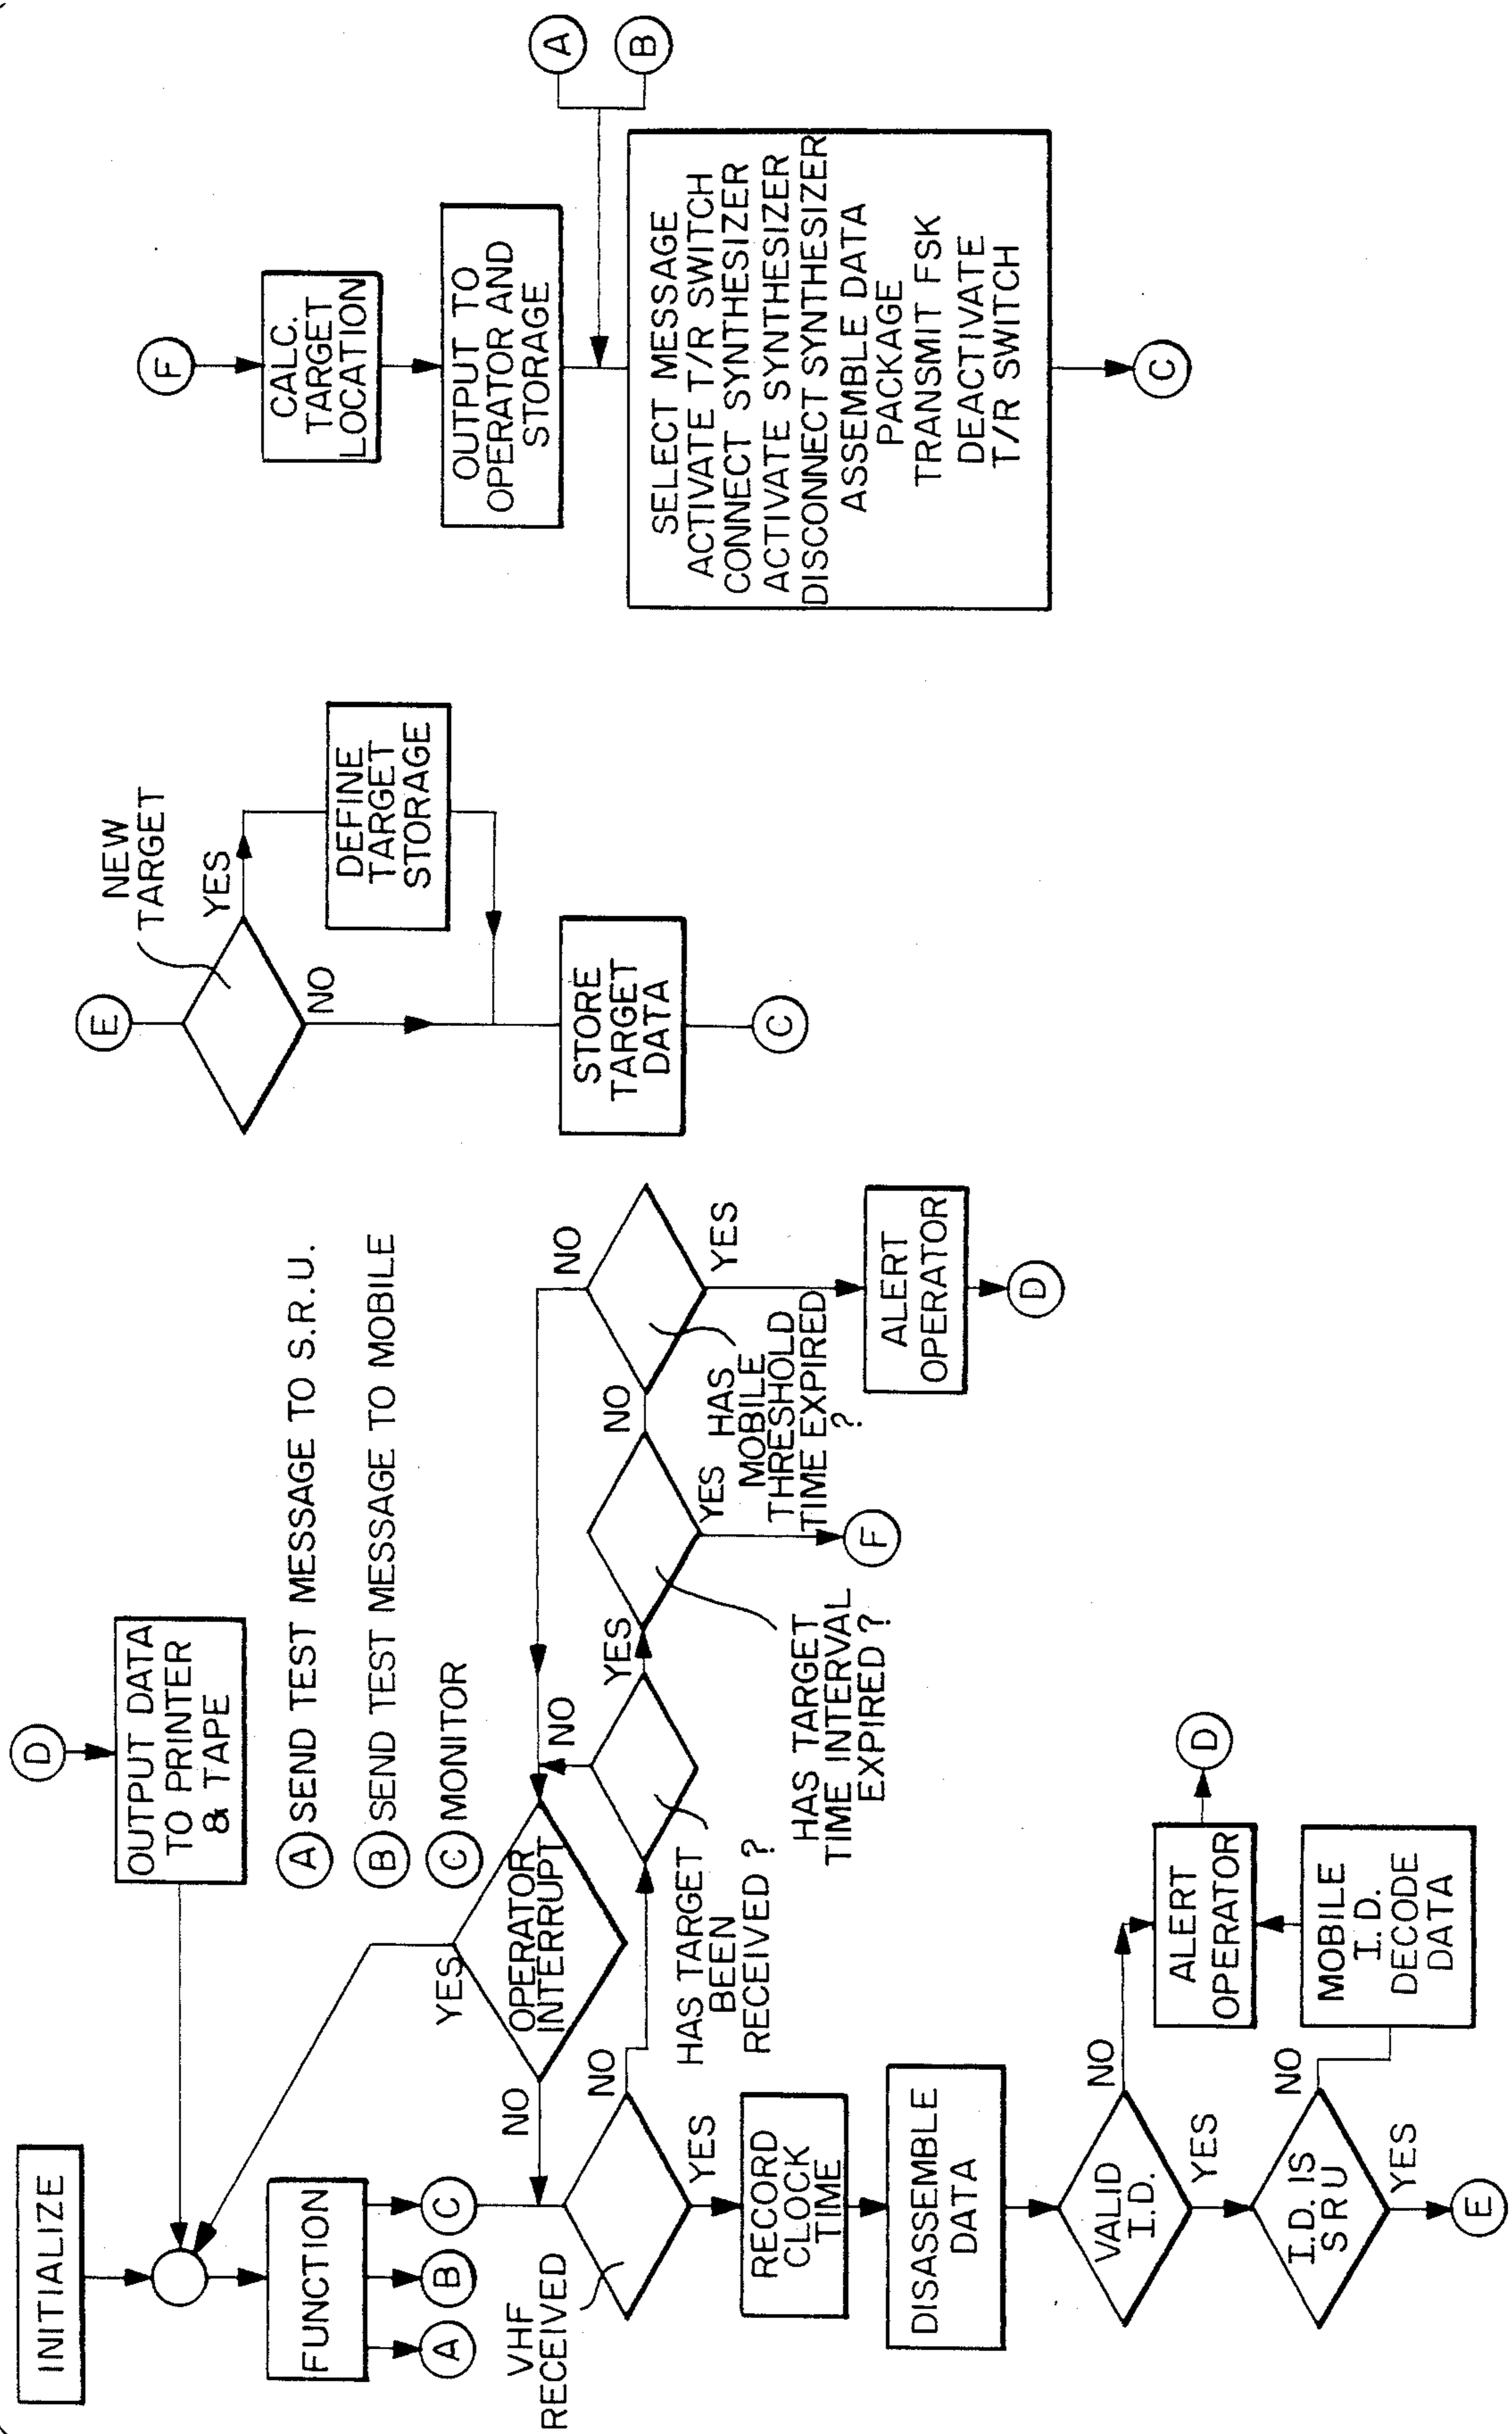 INITIALIZE
FUNCTION
A
B
C
D
OUTPUT DATA
TO PRINTER
& TAPE
A SEND TEST MESSAGE TO S.R.U.
B SEND TEST MESSAGE TO MOBILE
C MONITOR
YES
OPERATOR
INTERRUPT
NO
VHF
RECEIVED
NO
YES
RECORD
CLOCK
TIME
DISASSEMBLE
DATA
VALID
I.D.
NO
YES
I.D. IS
SRU
NO
YES
E
ALERT
OPERATOR
D
MOBILE
I.D.
DECODE
DATA
HAS TARGET
BEEN
RECEIVED ?
NO
YES
HAS TARGET
TIME INTERVAL
EXPIRED ?
NO
YES
F
HAS
MOBILE
THRESHOLD
TIME EXPIRED
?
NO
YES
ALERT
OPERATOR
D
E
NEW
TARGET
YES
NO
DEFINE
TARGET
STORAGE
STORE
TARGET
DATA
C
F
CALC.
TARGET
LOCATION
OUTPUT TO
OPERATOR AND
STORAGE
A
B
SELECT MESSAGE
ACTIVATE T/R SWITCH
CONNECT SYNTHESIZER
ACTIVATE SYNTHESIZER
DISCONNECT SYNTHESIZER
ASSEMBLE DATA
PACKAGE
TRANSMIT FSK
DEACTIVATE
T/R SWITCH
C